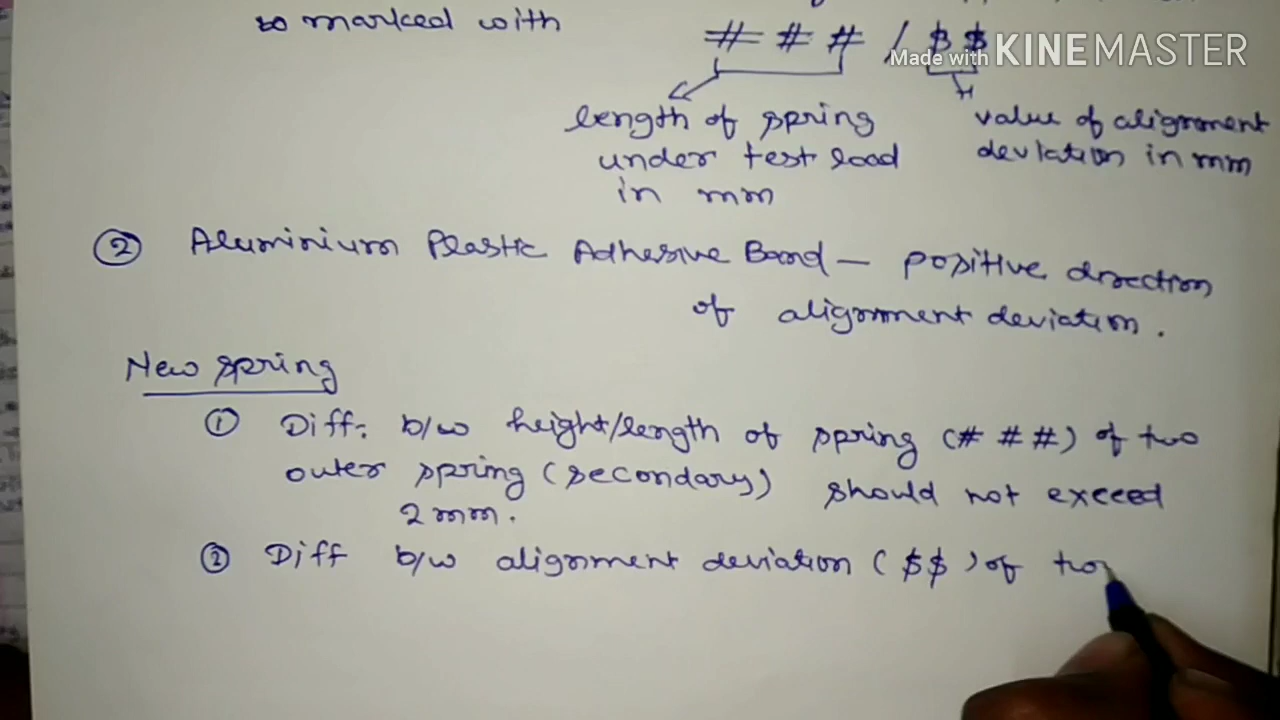 so marked with
# # # / $ $
Made with KINEMASTER
length of spring
under test load
in mm
value of alignment
deviation in mm
② Aluminium Plastic Adhesive Band – positive direction
of alignment deviation.
New spring
① Diff: b/w height/length of spring (# # #) of two
outer spring (secondary) should not exceed
2 mm.
② Diff b/w alignment deviation ( $$ ) of two